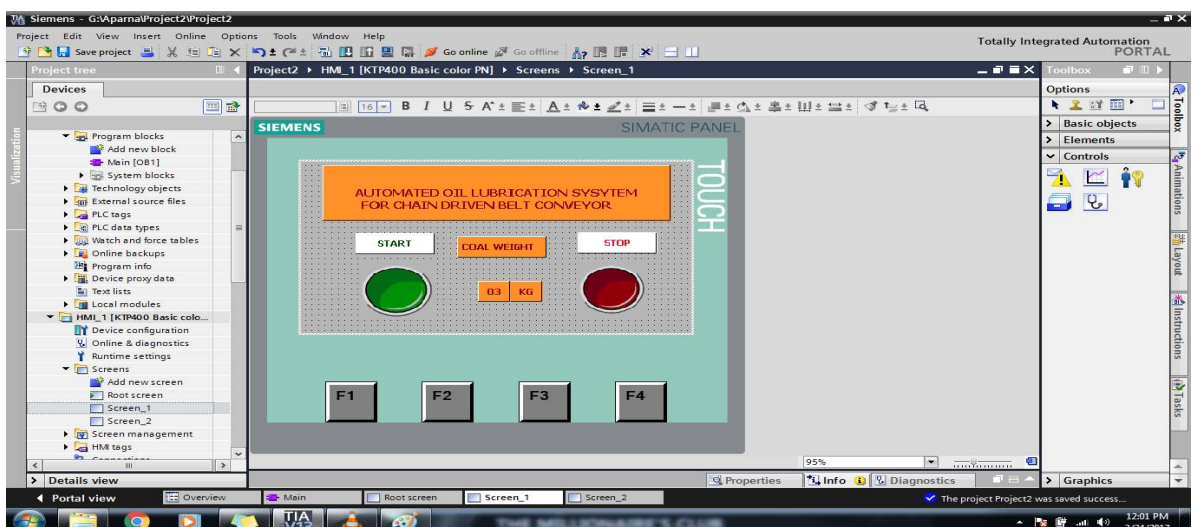 Siemens - G:\Aparna\Project2\Project2
Project Edit View Insert Online Options Tools Window Help
Totally Integrated Automation
PORTAL
Save project Go online Go offline
Project tree
Project2 ▸ HMI_1 [KTP400 Basic color PN] ▸ Screens ▸ Screen_1
Toolbox
Devices
Options
16 B I U S A
Visualization
Program blocks
Add new block
Main [OB1]
System blocks
Technology objects
External source files
PLC tags
PLC data types
Watch and force tables
Online backups
Program info
Device proxy data
Text lists
Local modules
HMI_1 [KTP400 Basic colo...
Device configuration
Online & diagnostics
Runtime settings
Screens
Add new screen
Root screen
Screen_1
Screen_2
Screen management
HMI tags
Details view
SIEMENS
SIMATIC PANEL
TOUCH
AUTOMATED OIL LUBRICATION SYSYTEM
FOR CHAIN DRIVEN BELT CONVEYOR
START
COAL WEIGHT
STOP
03 KG
F1 F2 F3 F4
95%
Properties Info Diagnostics
Basic objects
Elements
Controls
Graphics
Toolbox
Animations
Layout
Instructions
Tasks
Portal view Overview Main Root screen Screen_1 Screen_2
The project Project2 was saved success...
TIA
V13
THE MILLIONAIRE'S CLUB
12:01 PM